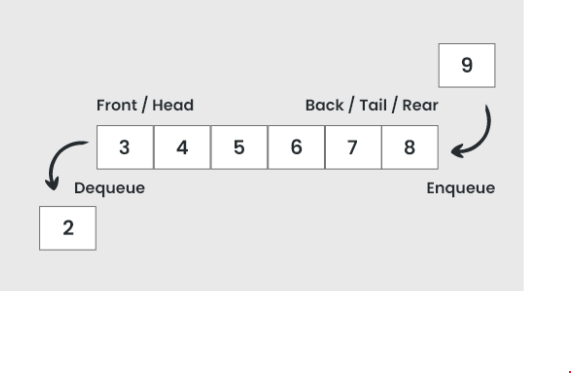 9
Front / Head Back / Tail / Rear
3 4 5 6 7 8
Dequeue Enqueue
2